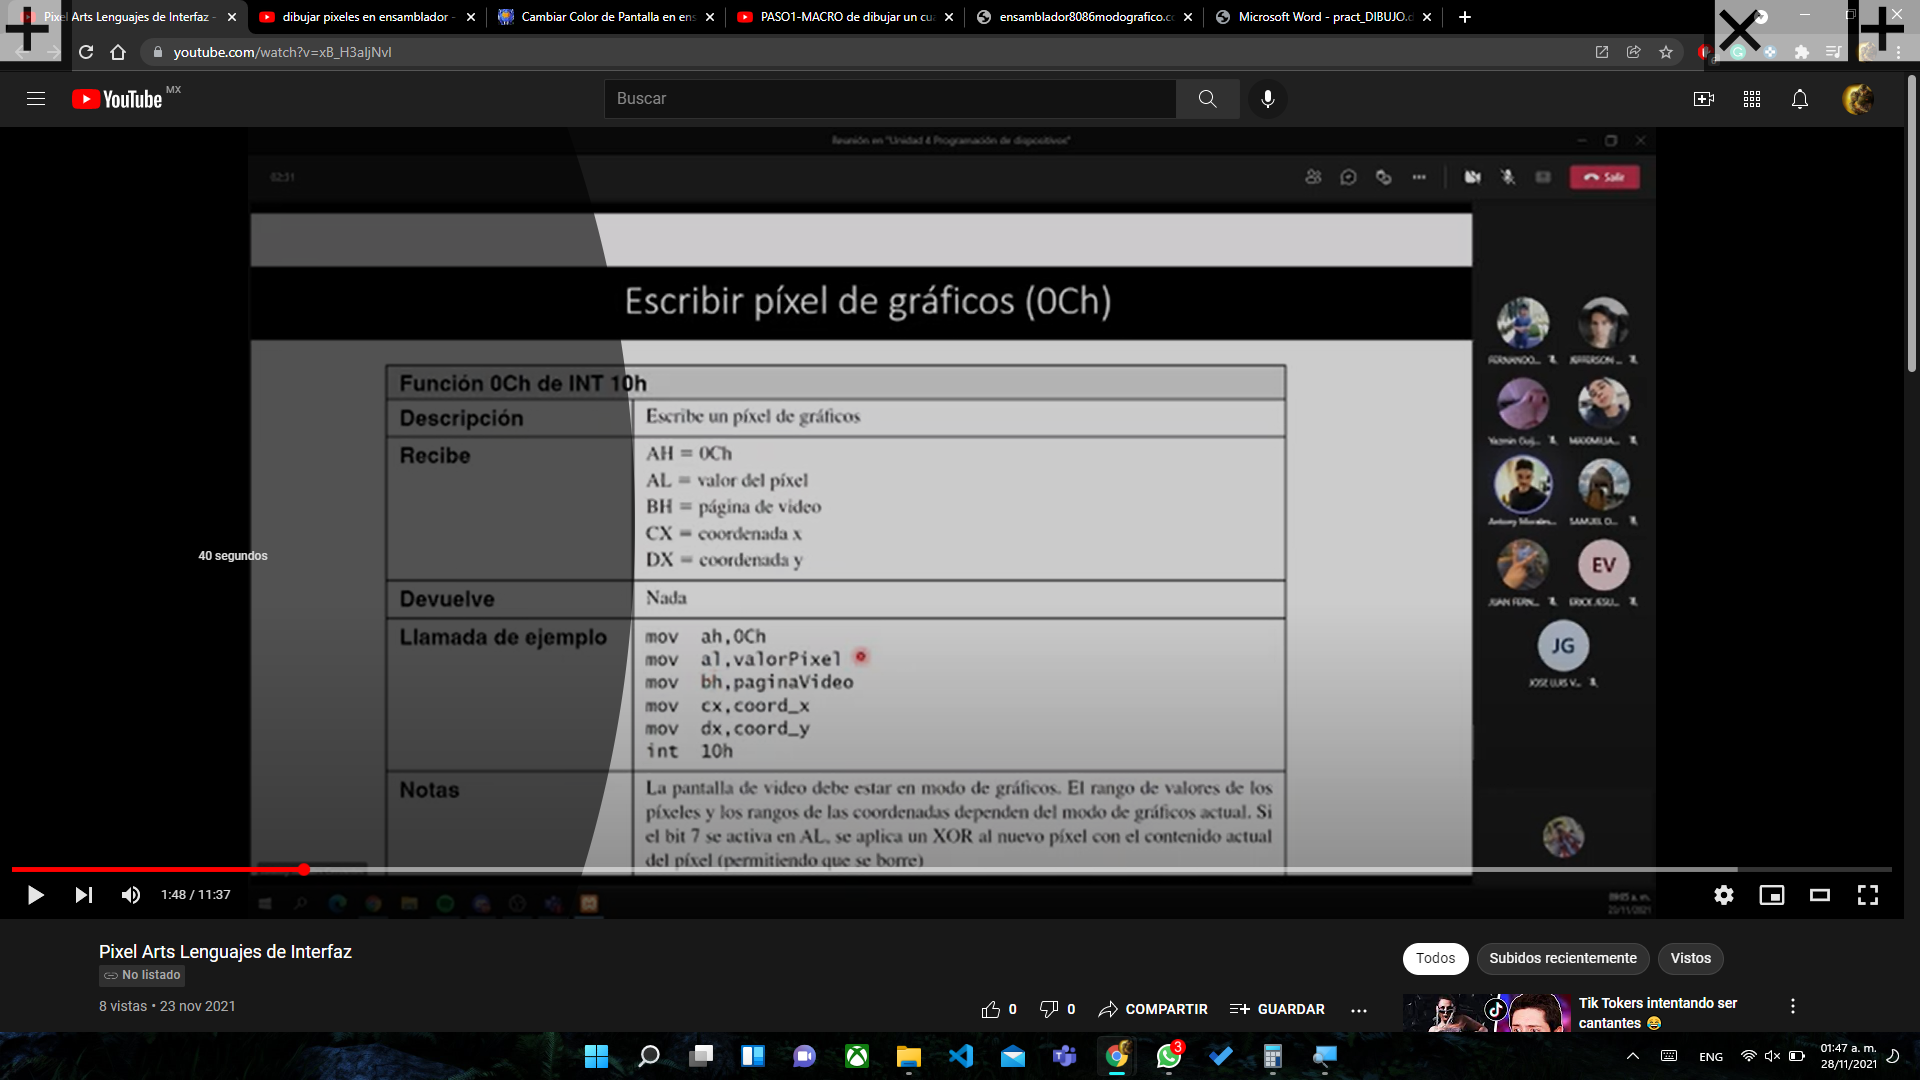 Pixel Arts Lenguajes de Interfaz -
dibujar pixeles en ensamblador -
Cambiar Color de Pantalla en ens
PASO1-MACRO de dibujar un cu
ensamblador8086modografico.c
Microsoft Word - pract_DIBUJO.d
youtube.com/watch?v=xB_H3aljNvI
YouTube MX
Buscar
Reunión en "Unidad 4 Programación de dispositivos"
02:31
Salir
Escribir píxel de gráficos (0Ch)
Función 0Ch de INT 10h
Descripción
Escribe un píxel de gráficos
Recibe
AH = 0Ch
AL = valor del píxel
BH = página de video
CX = coordenada x
DX = coordenada y
Devuelve
Nada
Llamada de ejemplo
mov ah,0Ch
mov al,valorPixel
mov bh,paginaVideo
mov cx,coord_x
mov dx,coord_y
int 10h
Notas
La pantalla de video debe estar en modo de gráficos. El rango de valores de los
píxeles y los rangos de las coordenadas dependen del modo de gráficos actual. Si
el bit 7 se activa en AL, se aplica un XOR al nuevo píxel con el contenido actual
del píxel (permitiendo que se borre)
40 segundos
FERNANDO...
JEFFERSON ...
Yazmin Guij...
MAXIMILIA...
Antony Morales...
SAMUEL O...
EV
JUAN FERN...
ERICK JESU...
JG
JOSE LUIS V...
1:48 / 11:37
09:05 a. m.
20/11/2021
Pixel Arts Lenguajes de Interfaz
No listado
8 vistas • 23 nov 2021
0
0
COMPARTIR
GUARDAR
Todos
Subidos recientemente
Vistos
Tik Tokers intentando ser
cantantes 😂
3
ENG
01:47 a. m.
28/11/2021